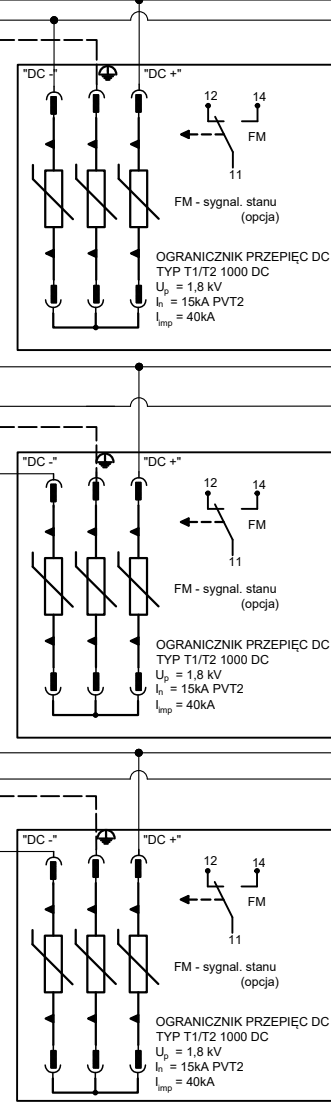 "DC -" "DC +"
12 14
FM
11
FM - sygnal. stanu
(opcja)
OGRANICZNIK PRZEPIĘC DC
TYP T1/T2 1000 DC
Up = 1,8 kV
In = 15kA PVT2
Iimp = 40kA
"DC -" "DC +"
12 14
FM
11
FM - sygnal. stanu
(opcja)
OGRANICZNIK PRZEPIĘC DC
TYP T1/T2 1000 DC
Up = 1,8 kV
In = 15kA PVT2
Iimp = 40kA
"DC -" "DC +"
12 14
FM
11
FM - sygnal. stanu
(opcja)
OGRANICZNIK PRZEPIĘC DC
TYP T1/T2 1000 DC
Up = 1,8 kV
In = 15kA PVT2
Iimp = 40kA